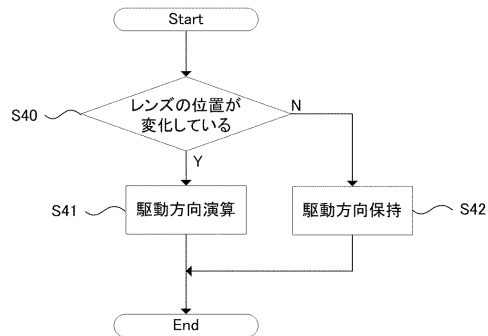 Start
レンズの位置が
変化している
S40
N
Y
駆動方向演算
S41
駆動方向保持
S42
End